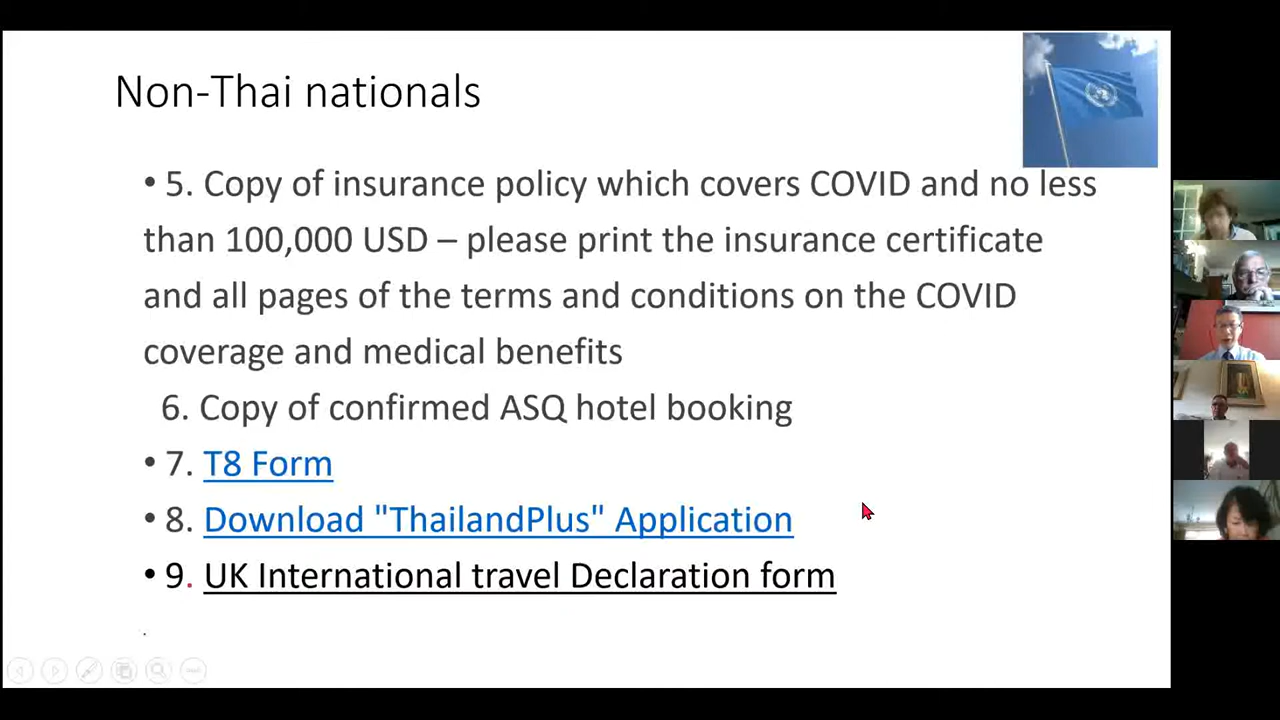 Non-Thai nationals
• 5. Copy of insurance policy which covers COVID and no less
than 100,000 USD – please print the insurance certificate
and all pages of the terms and conditions on the COVID
coverage and medical benefits
6. Copy of confirmed ASQ hotel booking
• 7. T8 Form
• 8. Download "ThailandPlus" Application
• 9. UK International travel Declaration form
.